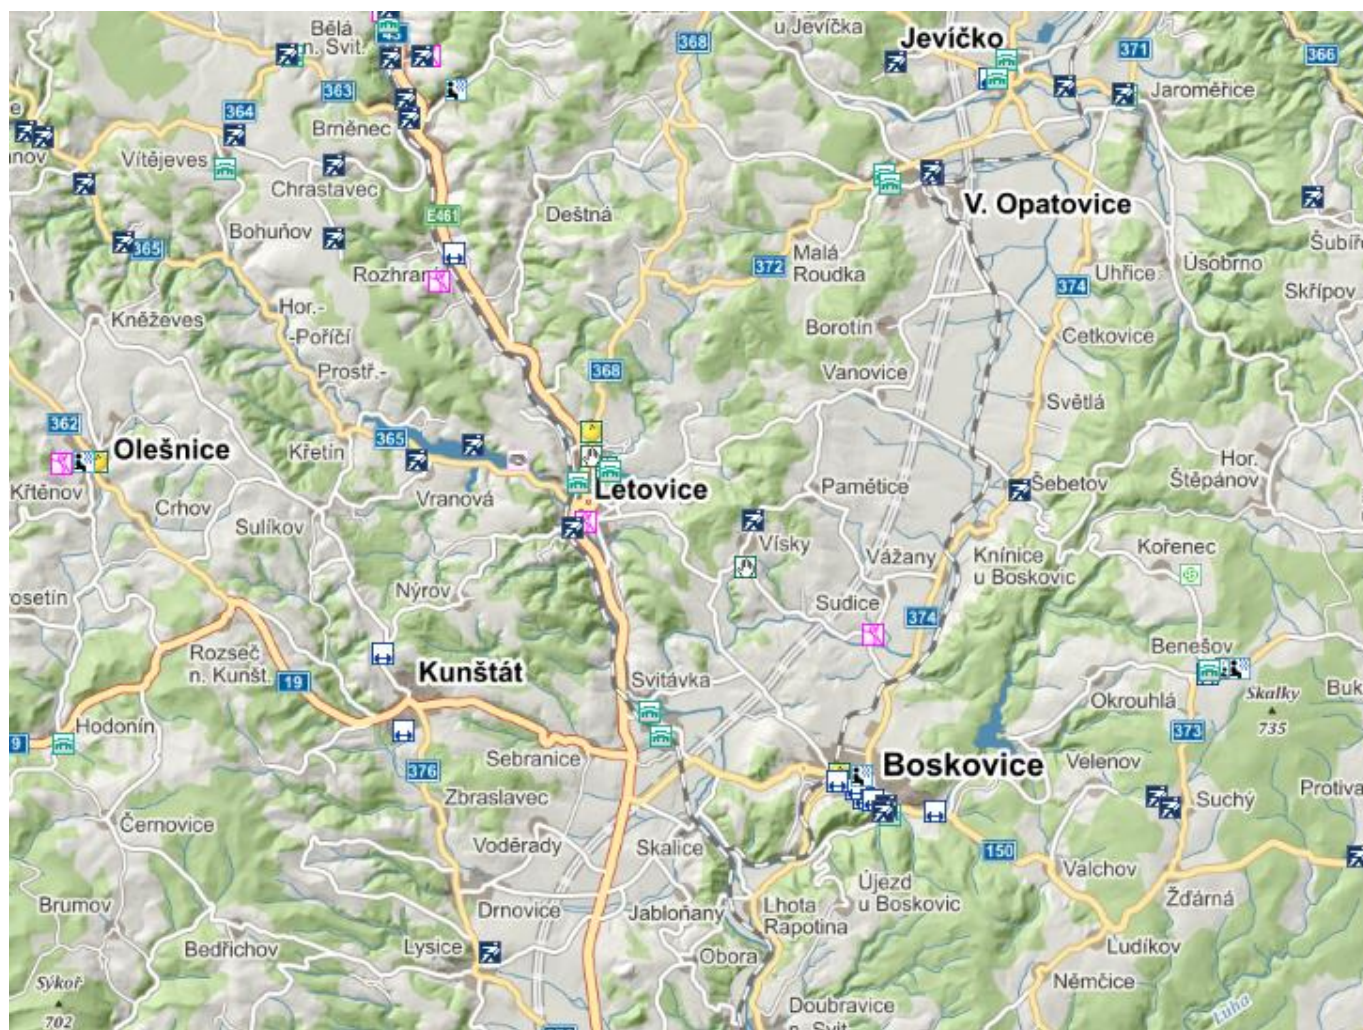 Bělá
n. Svit.
43
368
u Jevíčka
Jevíčko
371
366
364
363
Jaroměřice
Brněnec
Vítějeves
Chrastavec
Deštná
V. Opatovice
E461
Bohuňov
365
Rozhraní
Malá
Roudka
372
Uhřice
Úsobrno
374
Skřípov
Kněževes
Hor.-
-Poříčí
Borotín
Cetkovice
Prostř.-
368
Vanovice
Světlá
362
Olešnice
Křetín
365
Letovice
Křtěnov
Crhov
Sulíkov
Vranová
Pamětice
Šebetov
Hor.
Štěpánov
Vísky
Vážany
Knínice
u Boskovic
Kořenec
Nýrov
Sudice
374
Rozseč
n. Kunšt.
19
Kunštát
Svitávka
Benešov
Okrouhlá
Skalky
735
Hodonín
9
373
376
Sebranice
Boskovice
Velenov
Zbraslavec
Suchý
Černovice
Voděrady
Skalice
150
Valchov
Brumov
Drnovice
Jabloňany
Lhota
Rapotina
Újezd
u Boskovic
Žďárná
Bedřichov
Lysice
Obora
Ludíkov
Němčice
Sýkoř
702
Doubravice
n. Svit.
Luha